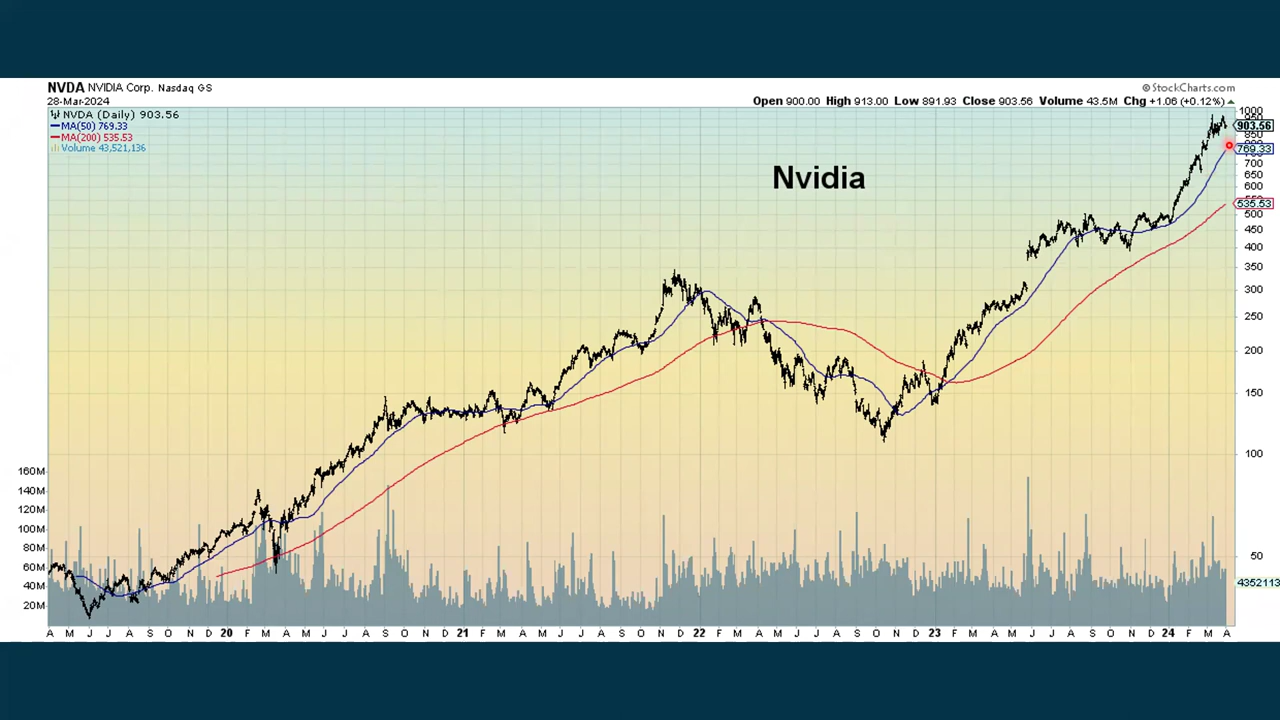 NVDA NVIDIA Corp. Nasdaq GS
© StockCharts.com
28-Mar-2024
Open 900.00 High 913.00 Low 891.93 Close 903.56 Volume 43.5M Chg +1.06 (+0.12%)
NVDA (Daily) 903.56
MA(50) 769.33
MA(200) 535.53
Volume 43,521,136
Nvidia
1000
903.56
850
769.33
700
650
600
535.53
500
450
400
350
300
250
200
150
100
50
4352113
160M
140M
120M
100M
80M
60M
40M
20M
A M J J A S O N D 20 F M A M J J A S O N D 21 F M A M J J A S O N D 22 F M A M J J A S O N D 23 F M A M J J A S O N D 24 F M A